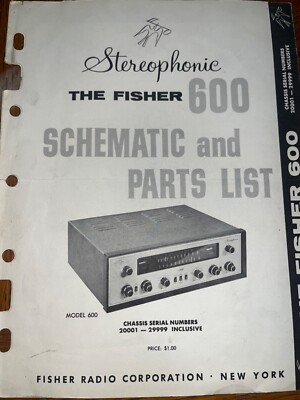 Stereophonic
THE FISHER 600
SCHEMATIC and
PARTS LIST
MODEL 600
CHASSIS SERIAL NUMBERS
20001 — 29999 INCLUSIVE
PRICE: $1.00
FISHER RADIO CORPORATION · NEW YORK
CHASSIS SERIAL NUMBERS
20001 — 29999 INCLUSIVE
THE FISHER 600